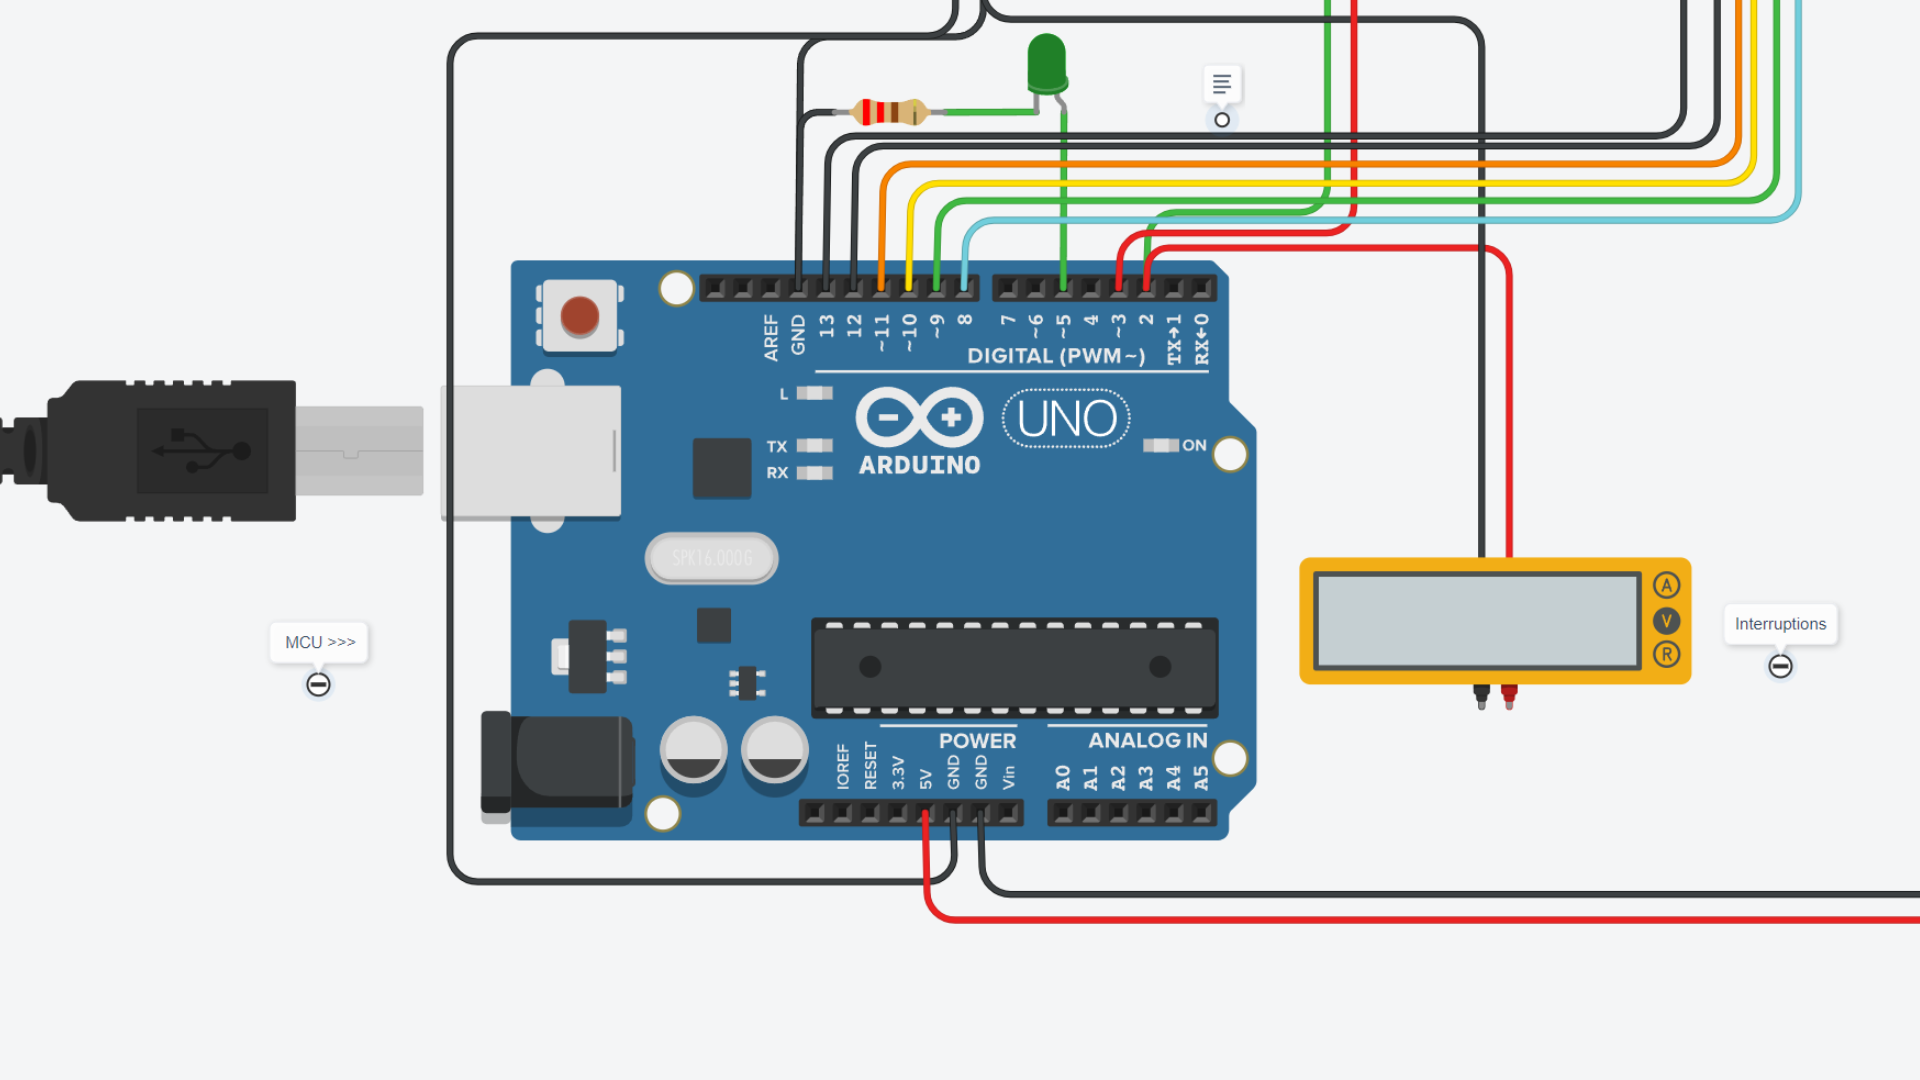 AREF
GND
13
12
~11
~10
~9
8
7
~6
~5
4
~3
2
TX→1
RX←0
DIGITAL (PWM~)
L
TX
RX
ARDUINO
UNO
ON
SPK16.000G
MCU >>>
A
V
R
Interruptions
POWER
ANALOG IN
IOREF
RESET
3.3V
5V
GND
GND
Vin
A0
A1
A2
A3
A4
A5